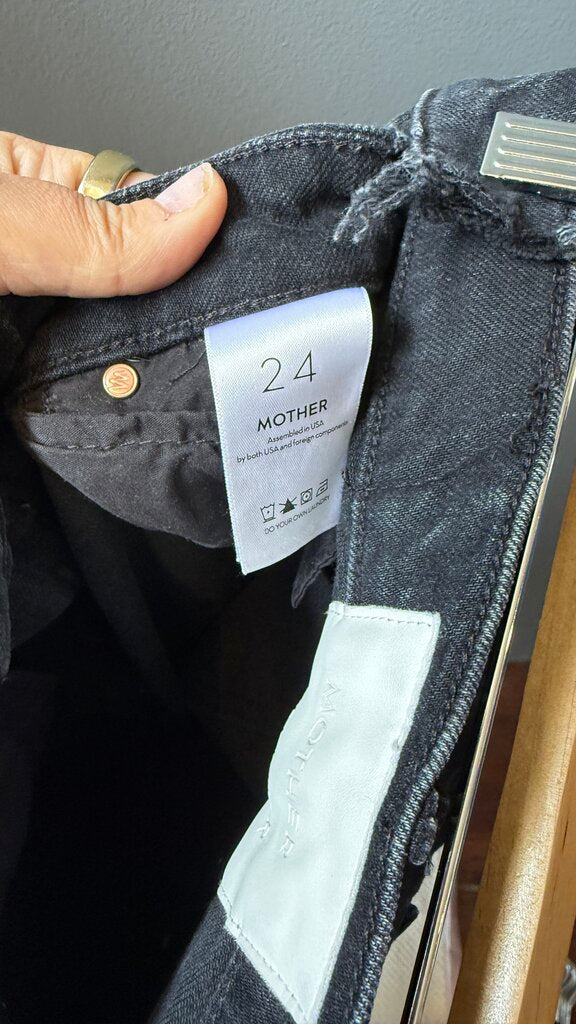 24
MOTHER
Assembled in USA
by both USA and foreign components
DO YOUR OWN LAUNDRY
MOTHER